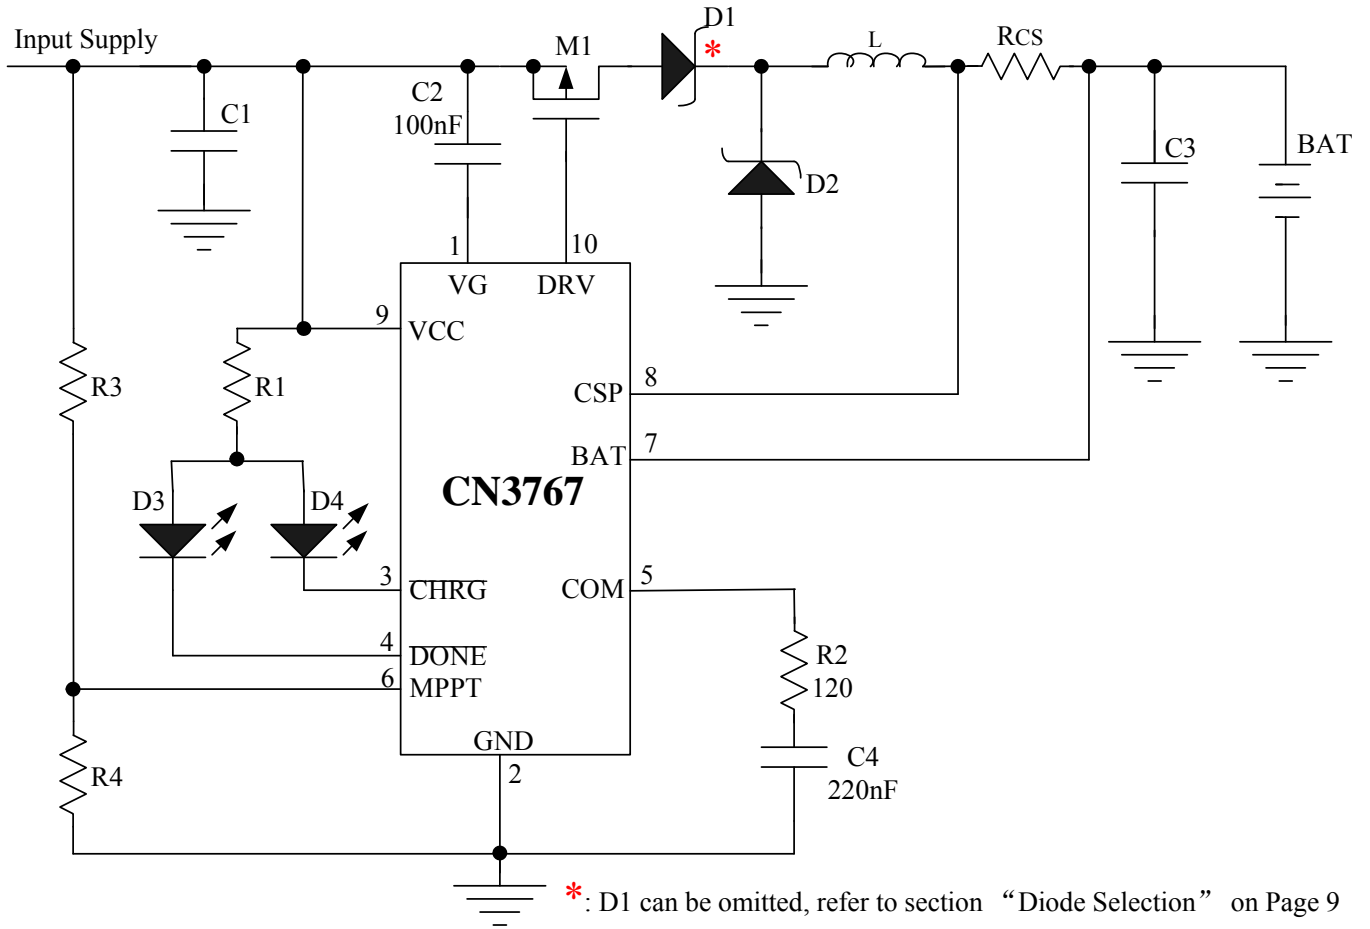 Input Supply
D1
*
M1
L
RCS
C1
C2
100nF
D2
C3
BAT
1
10
VG
DRV
9
VCC
R3
R1
8
CSP
7
BAT
CN3767
D3
D4
3
CHRG
5
COM
4
DONE
6
MPPT
R2
120
GND
2
R4
C4
220nF
*: D1 can be omitted, refer to section “Diode Selection” on Page 9